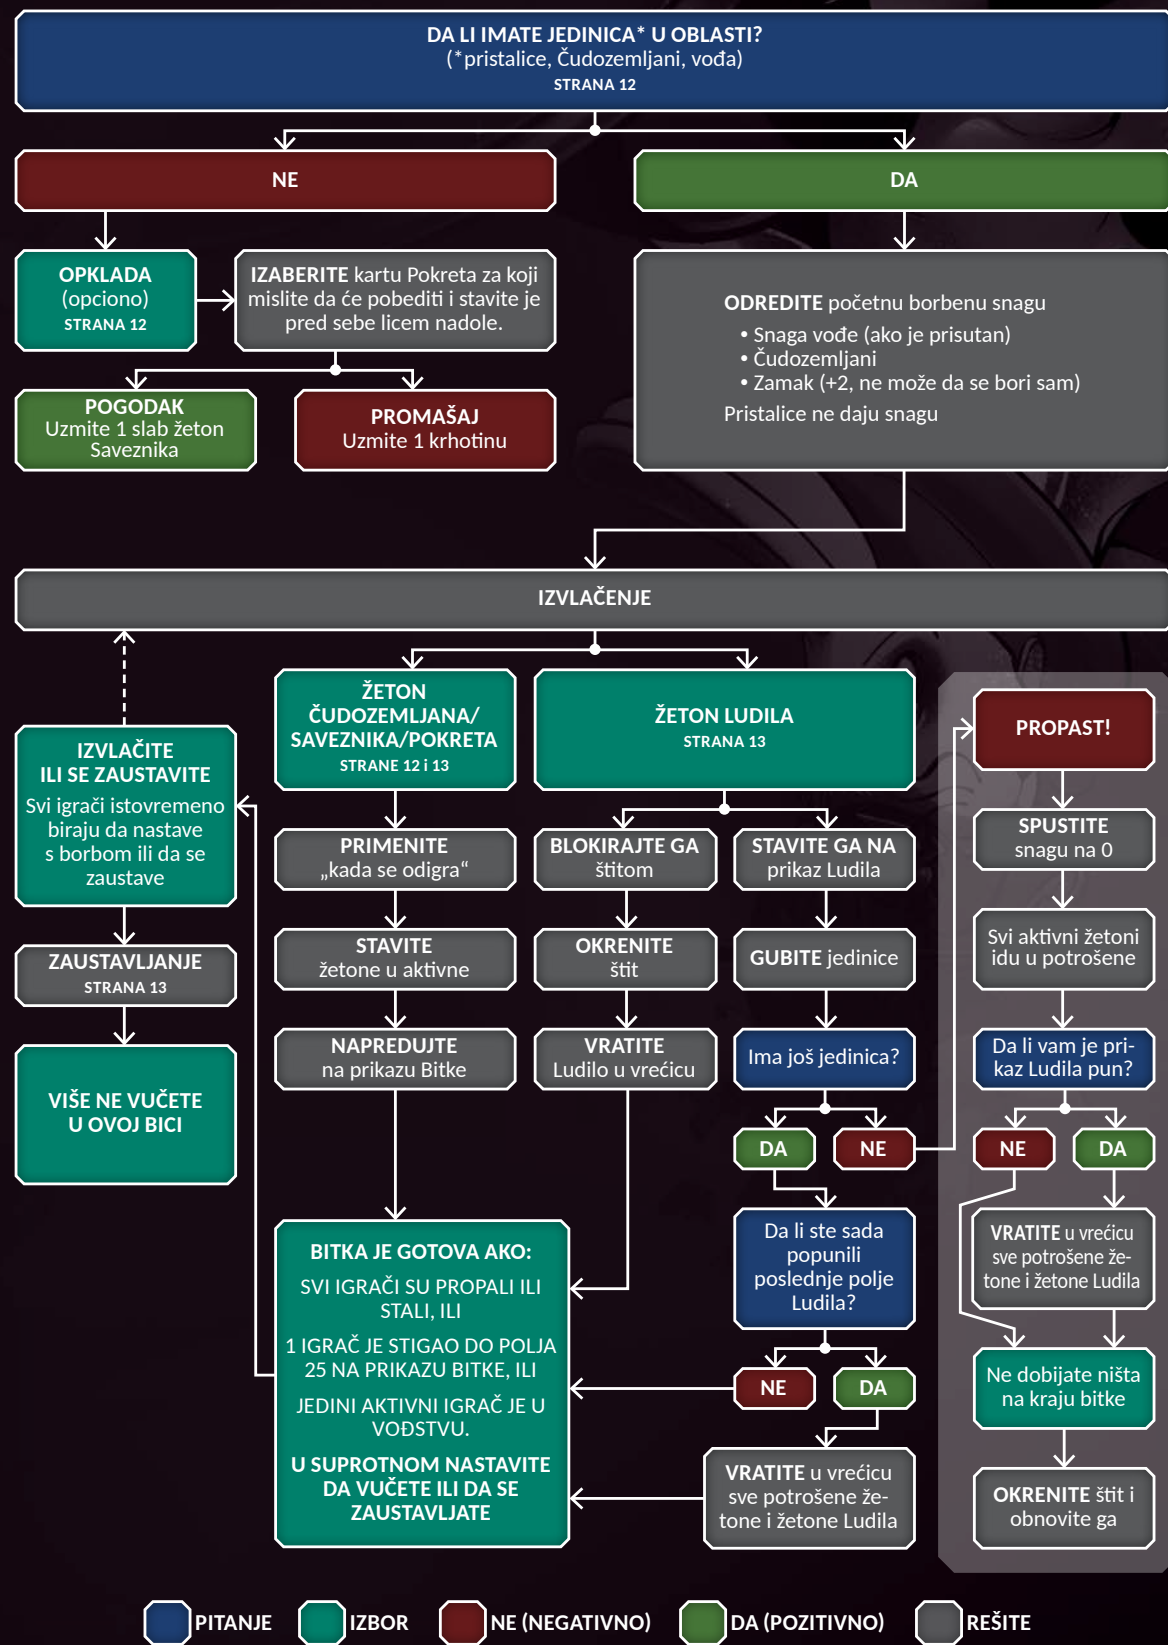 DA LI IMATE JEDINICA* U OBLASTI?
(*pristalice, Čudozemljani, vođa)
STRANA 12
NE
DA
OPKLADA
(opciono)
STRANA 12
IZABERITE kartu Pokreta za koji
mislite da će pobediti i stavite je
pred sebe licem nadole.
POGODAK
Uzmite 1 slab žeton
Saveznika
PROMAŠAJ
Uzmite 1 krhotinu
ODREDITE početnu borbenu snagu
• Snaga vođe (ako je prisutan)
• Čudozemljani
• Zamak (+2, ne može da se bori sam)
Pristalice ne daju snagu
IZVLAČENJE
IZVLAČITE
ILI SE ZAUSTAVITE
Svi igrači istovremeno
biraju da nastave
s borbom ili da se
zaustave
ZAUSTAVLJANJE
STRANA 13
VIŠE NE VUČETE
U OVOJ BICI
ŽETON
ČUDOZEMLJANA/
SAVEZNIKA/POKRETA
STRANE 12 i 13
PRIMENITE
„kada se odigra“
STAVITE
žetone u aktivne
NAPREDUJTE
na prikazu Bitke
BITKA JE GOTOVA AKO:
SVI IGRAČI SU PROPALI ILI
STALI, ILI
1 IGRAČ JE STIGAO DO POLJA
25 NA PRIKAZU BITKE, ILI
JEDINI AKTIVNI IGRAČ JE U
VOĐSTVU.
U SUPROTNOM NASTAVITE
DA VUČETE ILI DA SE
ZAUSTAVLJATE
ŽETON LUDILA
STRANA 13
BLOKIRAJTE GA
štitom
OKRENITE
štit
VRATITE
Ludilo u vrećicu
STAVITE GA NA
prikaz Ludila
GUBITE jedinice
Ima još jedinica?
DA
NE
Da li ste sada
popunili
poslednje polje
Ludila?
NE
DA
VRATITE u vrećicu
sve potrošene že-
tone i žetone Ludila
PROPAST!
SPUSTITE
snagu na 0
Svi aktivni žetoni
idu u potrošene
Da li vam je pri-
kaz Ludila pun?
NE
DA
VRATITE u vrećicu
sve potrošene že-
tone i žetone Ludila
Ne dobijate ništa
na kraju bitke
OKRENITE štit i
obnovite ga
PITANJE
IZBOR
NE (NEGATIVNO)
DA (POZITIVNO)
REŠITE